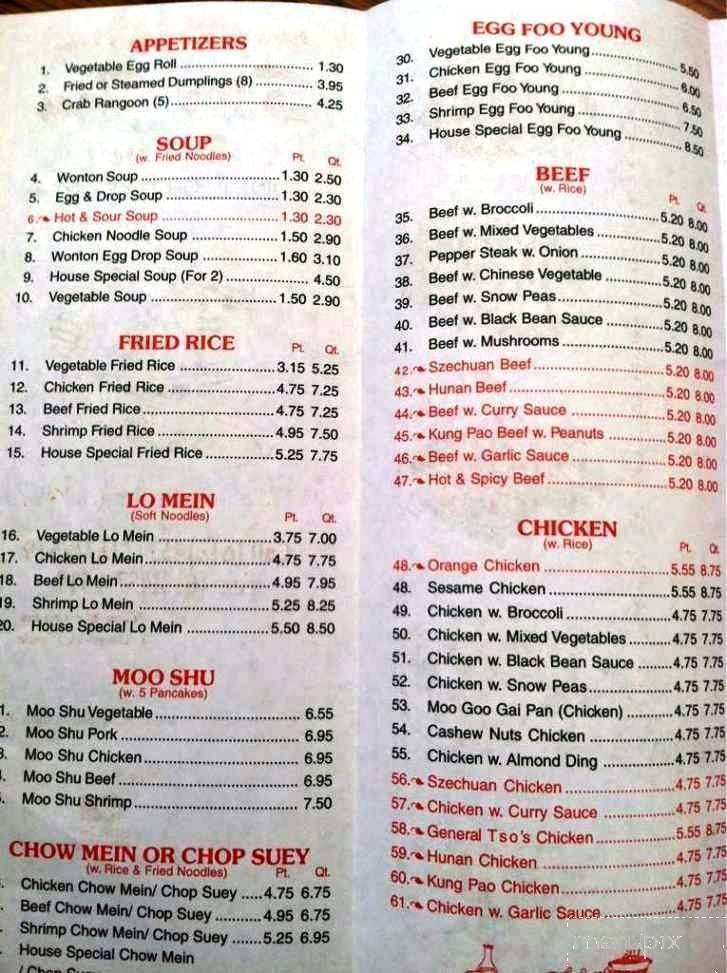 APPETIZERS
1. Vegetable Egg Roll ........ 1.30
2. Fried or Steamed Dumplings (8) ........ 3.95
3. Crab Rangoon (5)........ 4.25
SOUP
(w. Fried Noodles) Pt. Qt.
4. Wonton Soup ........ 1.30 2.50
5. Egg & Drop Soup ........ 1.30 2.30
6. Hot & Sour Soup ........ 1.30 2.30
7. Chicken Noodle Soup ........ 1.50 2.90
8. Wonton Egg Drop Soup ........ 1.60 3.10
9. House Special Soup (For 2) ........ 4.50
10. Vegetable Soup ........ 1.50 2.90
FRIED RICE Pt. Qt.
11. Vegetable Fried Rice ........ 3.15 5.25
12. Chicken Fried Rice ........ 4.75 7.25
13. Beef Fried Rice........ 4.75 7.25
14. Shrimp Fried Rice ........ 4.95 7.50
15. House Special Fried Rice ........ 5.25 7.75
LO MEIN
(Soft Noodles) Pt. Qt.
16. Vegetable Lo Mein ........ 3.75 7.00
17. Chicken Lo Mein........ 4.75 7.75
18. Beef Lo Mein........ 4.95 7.95
19. Shrimp Lo Mein ........ 5.25 8.25
20. House Special Lo Mein ........ 5.50 8.50
MOO SHU
(w. 5 Pancakes)
1. Moo Shu Vegetable........ 6.55
2. Moo Shu Pork ........ 6.95
3. Moo Shu Chicken........ 6.95
Moo Shu Beef ........ 6.95
Moo Shu Shrimp ........ 7.50
CHOW MEIN OR CHOP SUEY
(w. Rice & Fried Noodles) Pt. Qt.
Chicken Chow Mein/ Chop Suey .....4.75 6.75
Beef Chow Mein/ Chop Suey ........ 4.95 6.75
Shrimp Chow Mein/ Chop Suey .......5.25 6.95
House Special Chow Mein
/ Chop Suey
EGG FOO YOUNG
30. Vegetable Egg Foo Young........ 5.50
31. Chicken Egg Foo Young ........ 6.00
32. Beef Egg Foo Young ........ 6.50
33. Shrimp Egg Foo Young ........ 7.50
34. House Special Egg Foo Young ........ 8.50
BEEF
(w. Rice) Pt. Qt.
35. Beef w. Broccoli........ 5.20 8.00
36. Beef w. Mixed Vegetables ........ 5.20 8.00
37. Pepper Steak w. Onion ........ 5.20 8.00
38. Beef w. Chinese Vegetable ........ 5.20 8.00
39. Beef w. Snow Peas........ 5.20 8.00
40. Beef w. Black Bean Sauce ........ 5.20 8.00
41. Beef w. Mushrooms ........ 5.20 8.00
42. Szechuan Beef........ 5.20 8.00
43. Hunan Beef ........ 5.20 8.00
44. Beef w. Curry Sauce ........ 5.20 8.00
45. Kung Pao Beef w. Peanuts ........ 5.20 8.00
46. Beef w. Garlic Sauce ........ 5.20 8.00
47. Hot & Spicy Beef ........ 5.20 8.00
CHICKEN
(w. Rice) Pt. Qt.
48. Orange Chicken ........ 5.55 8.75
48. Sesame Chicken ........ 5.55 8.75
49. Chicken w. Broccoli ........ 4.75 7.75
50. Chicken w. Mixed Vegetables ........ 4.75 7.75
51. Chicken w. Black Bean Sauce ........ 4.75 7.75
52. Chicken w. Snow Peas ........ 4.75 7.75
53. Moo Goo Gai Pan (Chicken) ........ 4.75 7.75
54. Cashew Nuts Chicken ........ 4.75 7.75
55. Chicken w. Almond Ding ........ 4.75 7.75
56. Szechuan Chicken ........ 4.75 7.75
57. Chicken w. Curry Sauce ........ 4.75 7.75
58. General Tso's Chicken ........ 5.55 8.75
59. Hunan Chicken ........ 4.75 7.75
60. Kung Pao Chicken ........ 4.75 7.75
61. Chicken w. Garlic Sauce ........ 4.75 7.75
menupix